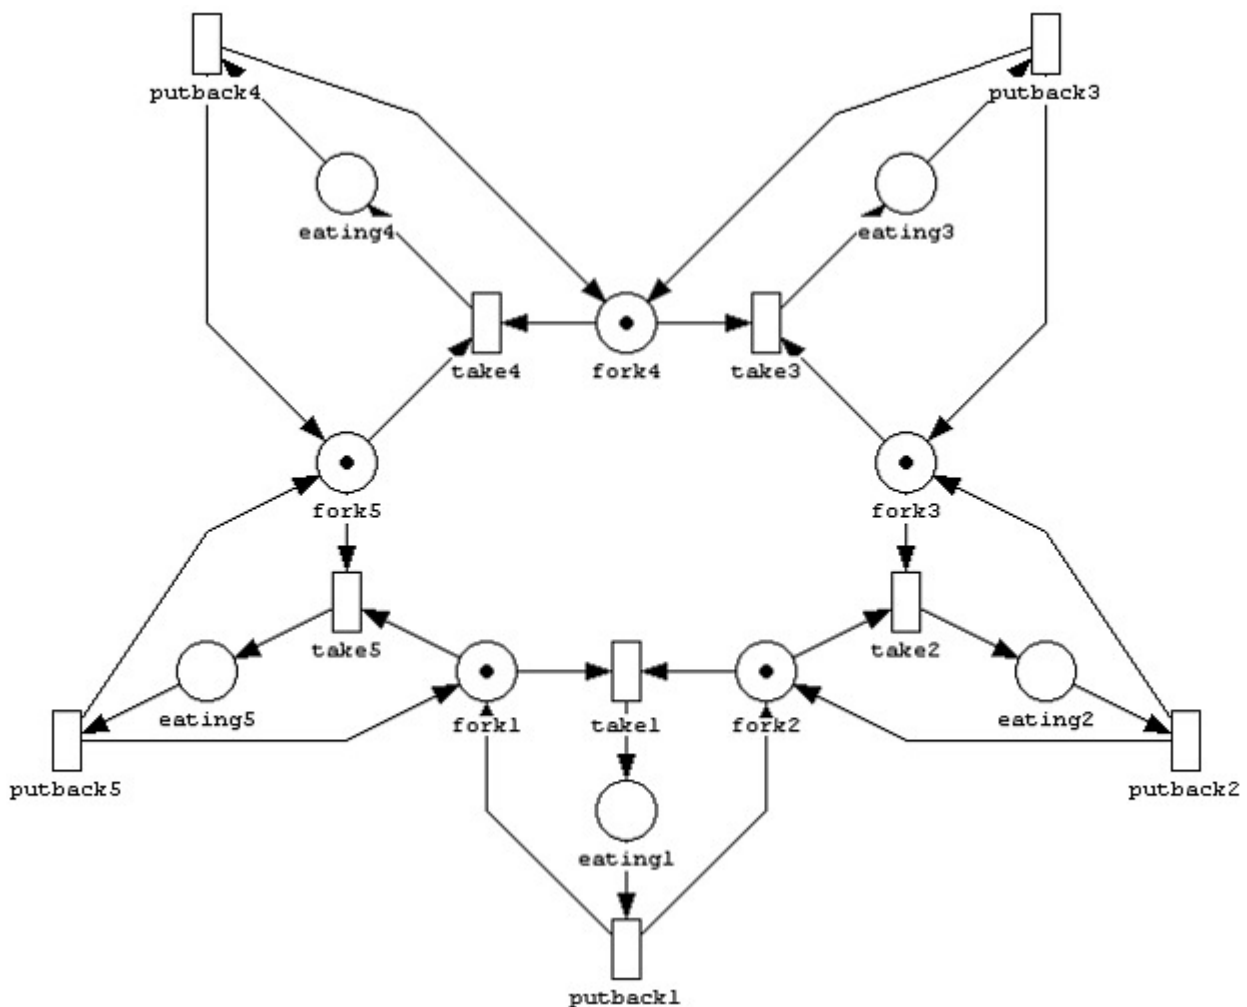 putback4
putback3
eating4
eating3
take4
fork4
take3
fork5
fork3
take5
take2
eating5
fork1
take1
fork2
eating2
putback5
putback2
eating1
putback1